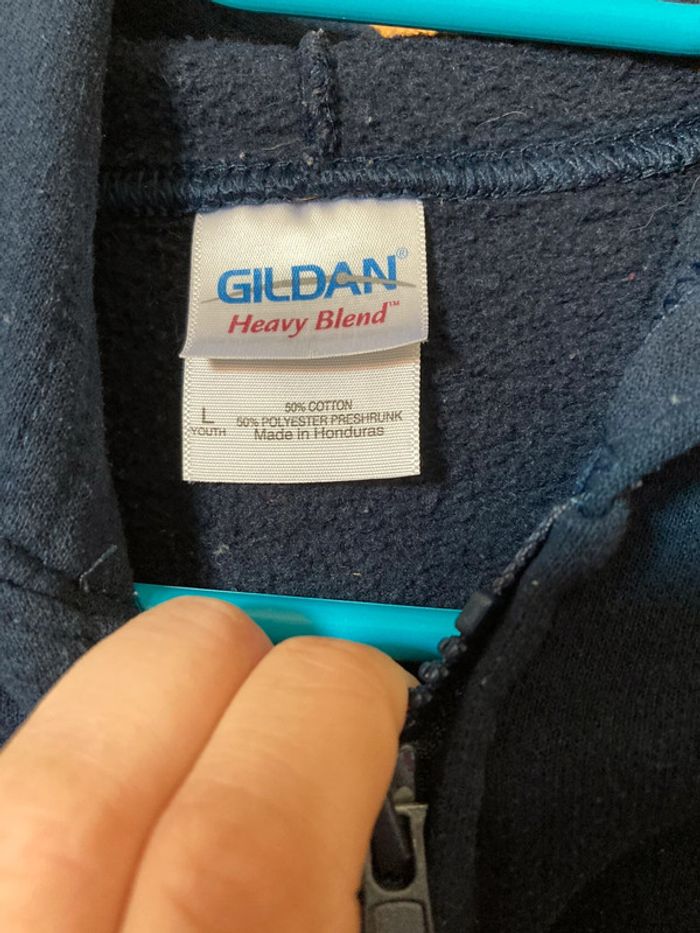 GILDAN®
Heavy Blend™
50% COTTON
L 50% POLYESTER PRESHRUNK
YOUTH Made in Honduras